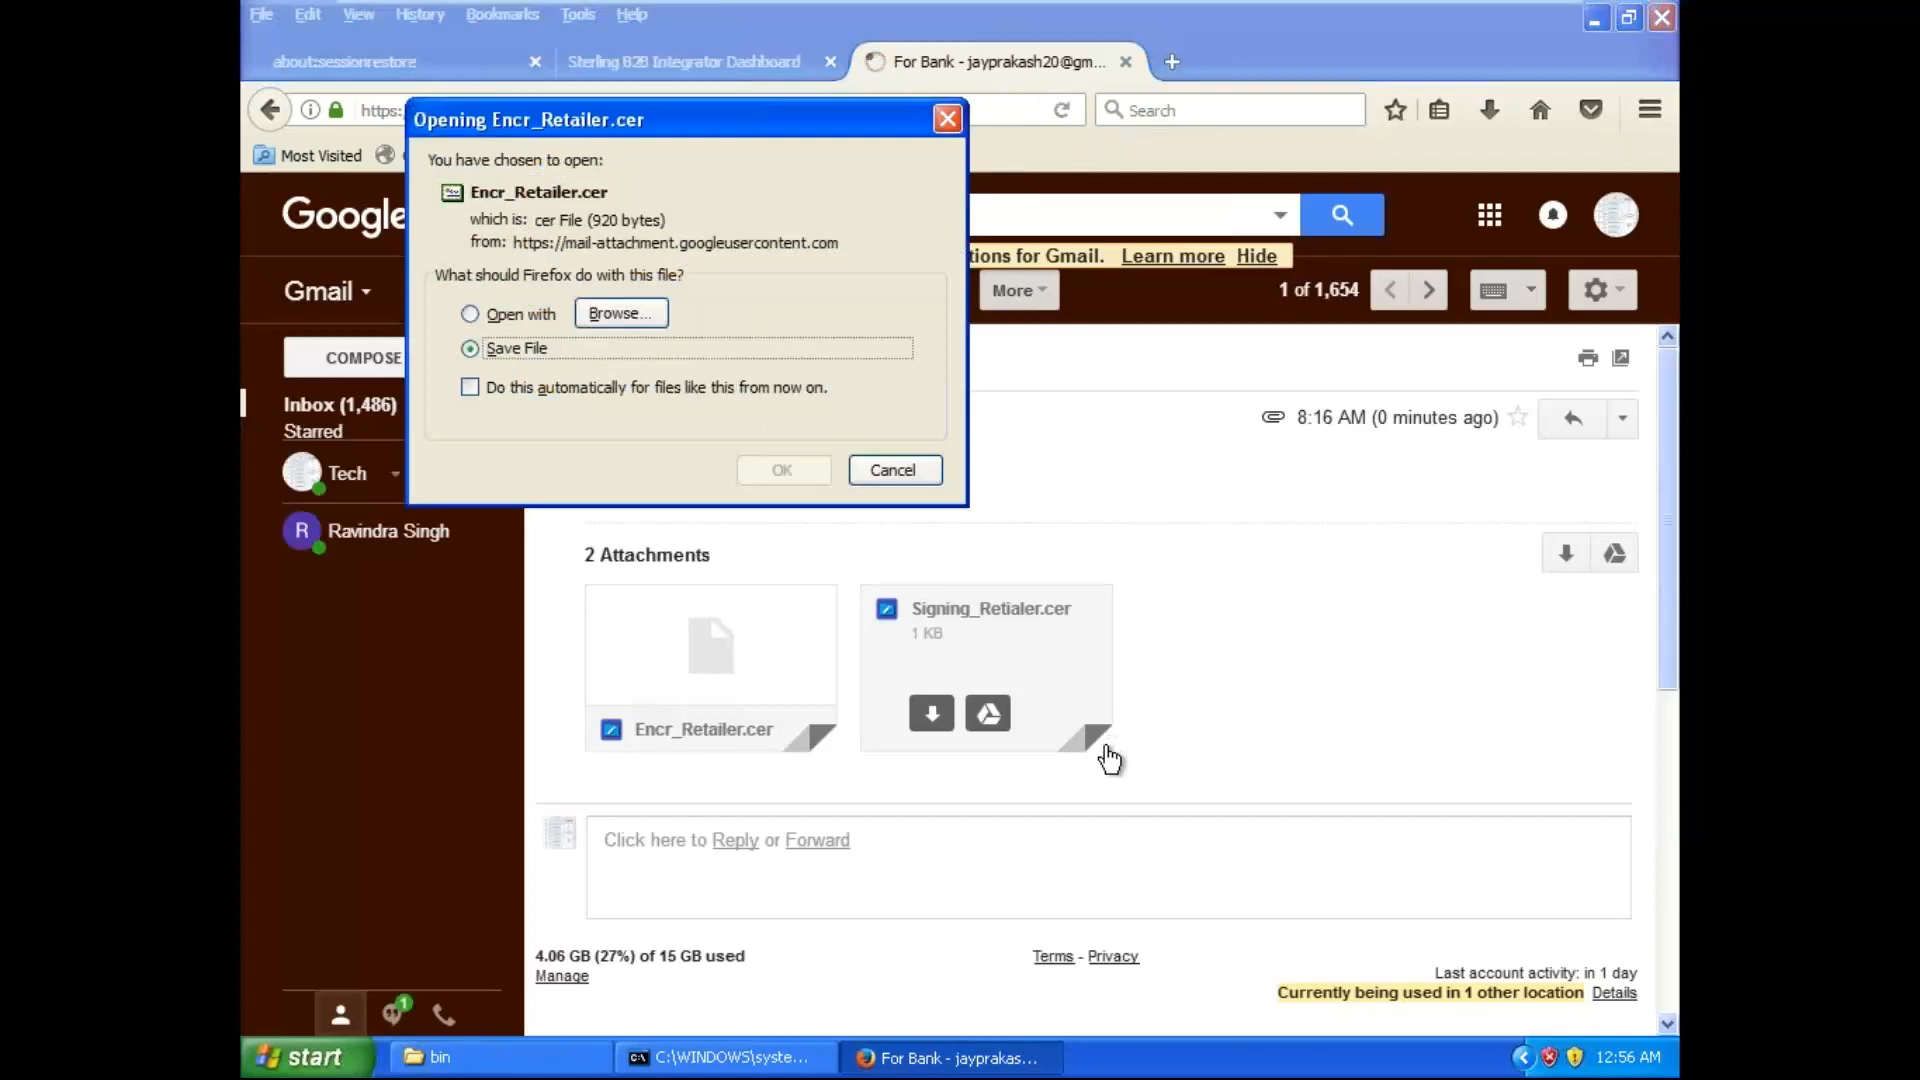 File Edit View History Bookmarks Tools Help
about:sessionrestore
Sterling B2B Integrator Dashboard
For Bank - jayprakash20@gm...
https:
Search
Most Visited
Opening Encr_Retailer.cer
You have chosen to open:
Encr_Retailer.cer
which is: cer File (920 bytes)
from: https://mail-attachment.googleusercontent.com
What should Firefox do with this file?
Open with
Browse...
Save File
Do this automatically for files like this from now on.
OK
Cancel
Google
tions for Gmail. Learn more Hide
Gmail
More
1 of 1,654
COMPOSE
Inbox (1,486)
Starred
Tech
R
Ravindra Singh
8:16 AM (0 minutes ago)
2 Attachments
Encr_Retailer.cer
Signing_Retialer.cer
1 KB
Click here to Reply or Forward
4.06 GB (27%) of 15 GB used
Manage
Terms - Privacy
Last account activity: in 1 day
Currently being used in 1 other location Details
1
start
bin
C:\WINDOWS\syste...
For Bank - jayprakas...
12:56 AM